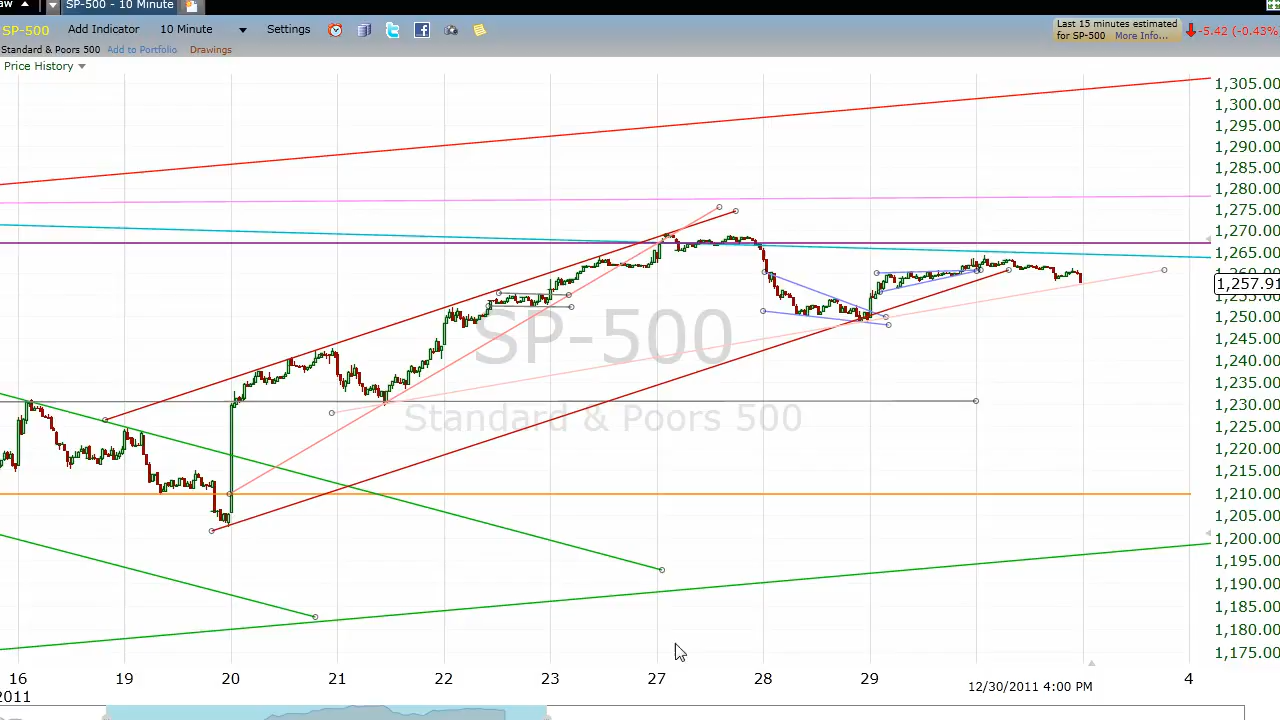 aw SP-500 - 10 Minute
SP-500 Add Indicator 10 Minute Settings
Last 15 minutes estimated
for SP-500 More Info...
-5.42 (-0.43%
Standard & Poors 500 Add to Portfolio Drawings
Price History
1,305.00
1,300.00
1,295.00
1,290.00
1,285.00
1,280.00
1,275.00
1,270.00
1,265.00
1,257.91
1,250.00
1,245.00
1,240.00
1,235.00
1,230.00
1,225.00
1,220.00
1,215.00
1,210.00
1,205.00
1,200.00
1,195.00
1,190.00
1,185.00
1,180.00
1,175.00
SP-500
Standard & Poors 500
16 19 20 21 22 23 27 28 29 4
2011
12/30/2011 4:00 PM